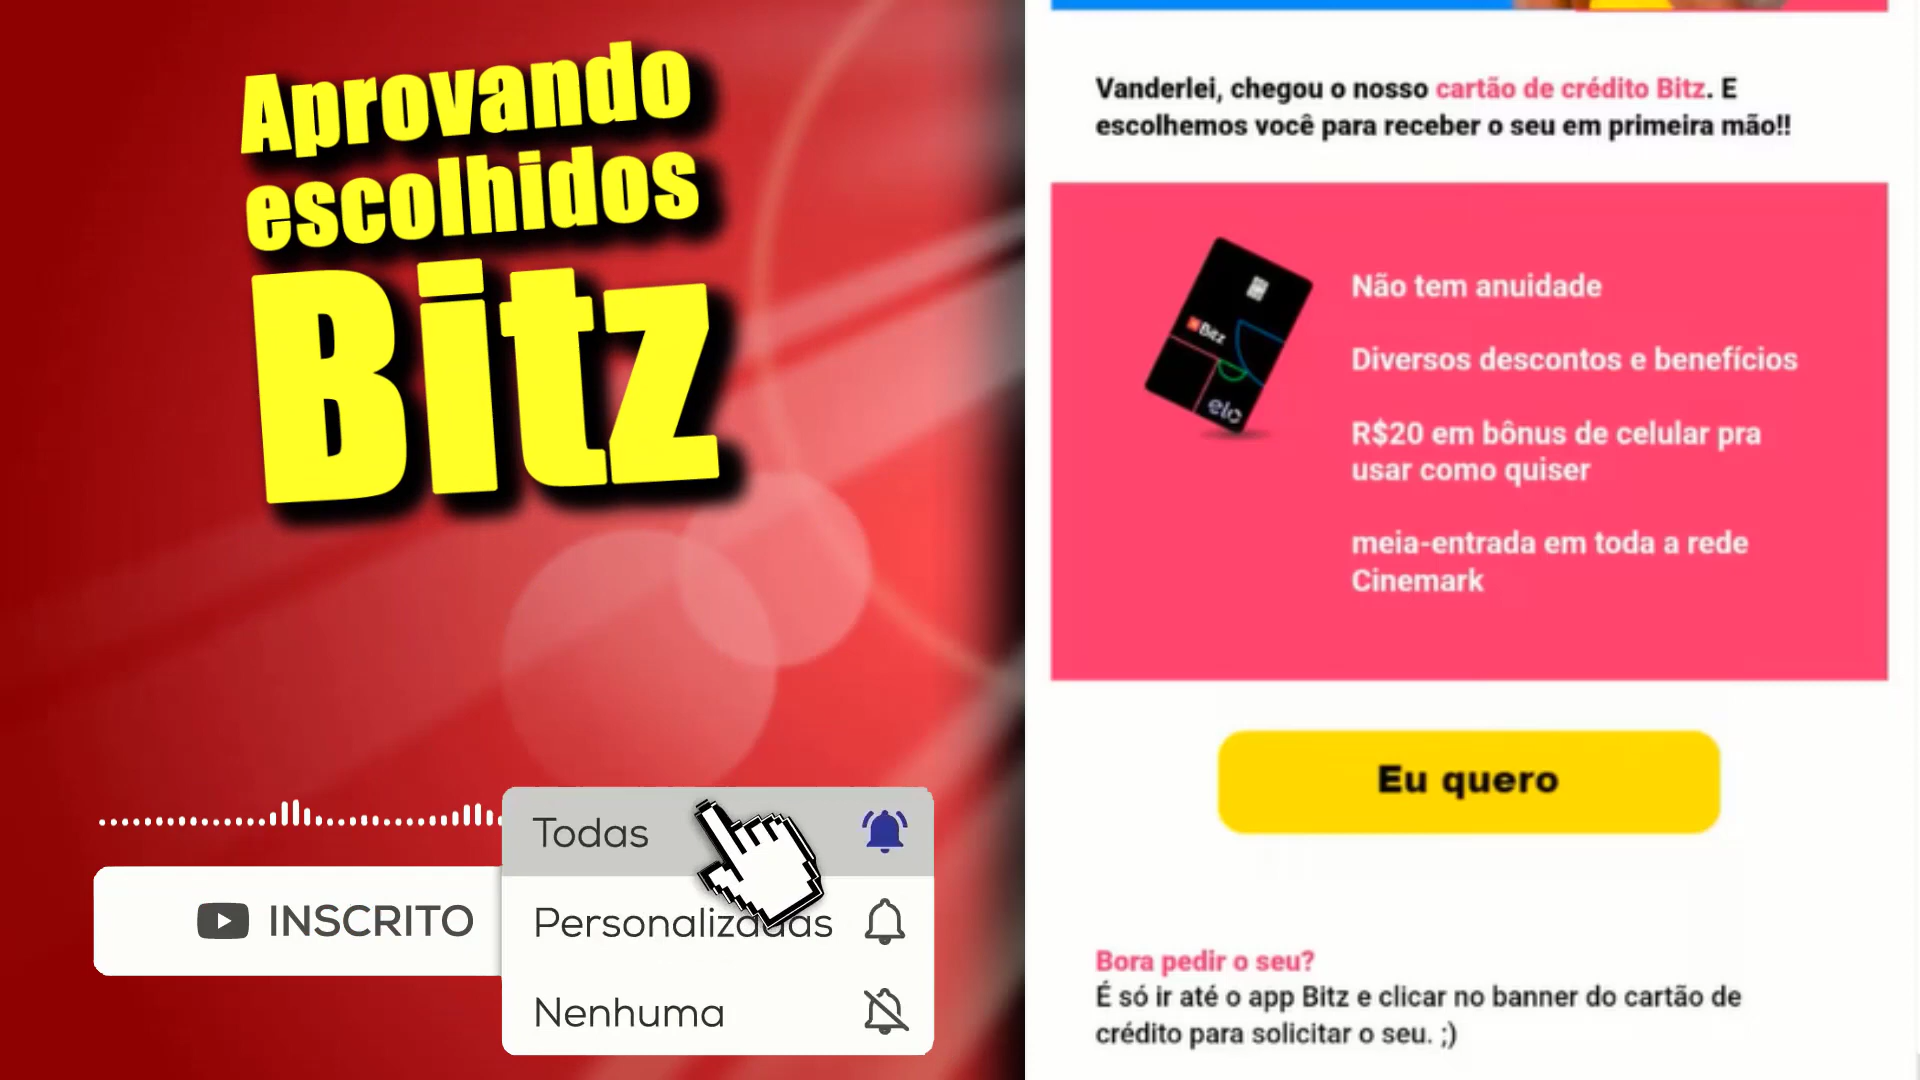 Aprovando
escolhidos
Bitz
INSCRITO
Todas
Personalizadas
Nenhuma
Vanderlei, chegou o nosso cartão de crédito Bitz. E
escolhemos você para receber o seu em primeira mão!!
Bitz
elo
Não tem anuidade
Diversos descontos e benefícios
R$20 em bônus de celular pra
usar como quiser
meia-entrada em toda a rede
Cinemark
Eu quero
Bora pedir o seu?
É só ir até o app Bitz e clicar no banner do cartão de
crédito para solicitar o seu. ;)